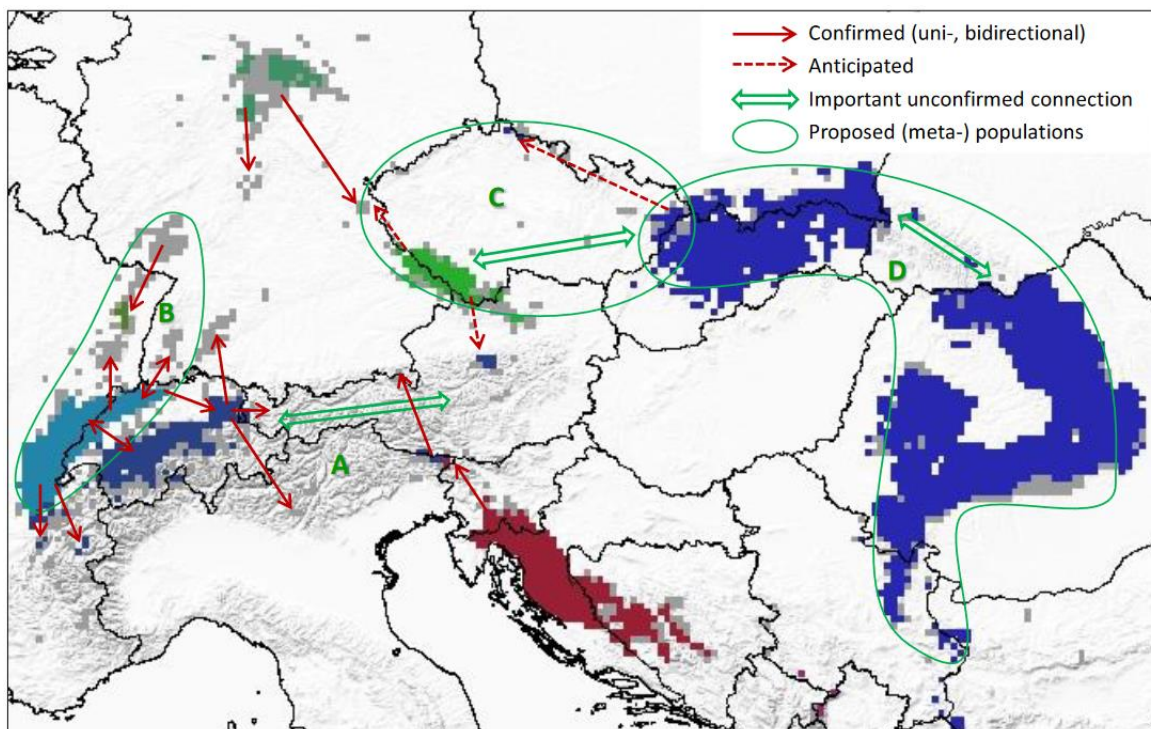 Confirmed (uni-, bidirectional)
Anticipated
Important unconfirmed connection
Proposed (meta-) populations
C
D
B
A